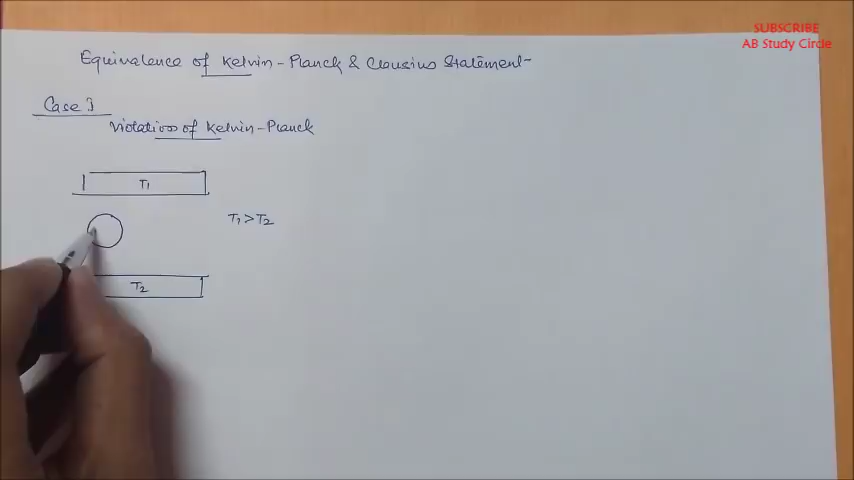 SUBSCRIBE
AB Study Circle
Equivalence of Kelvin-Planck & Clausius Statement-
Case I
Violation of Kelvin-Planck
T1
T1 > T2
T2